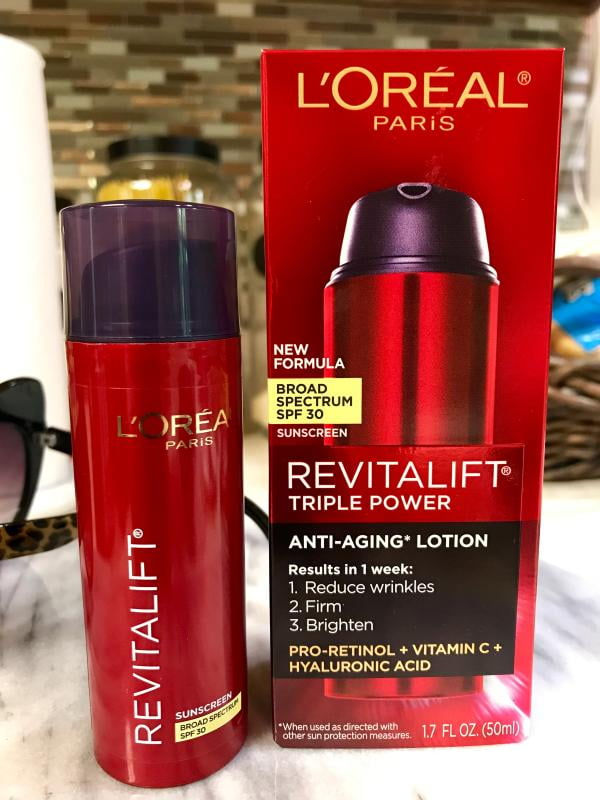 L'ORÉA
PARIS
REVITALIFT®
SUNSCREEN
BROAD SPECTRUM
SPF 30
L'ORÉAL®
PARIS
NEW
FORMULA
BROAD
SPECTRUM
SPF 30
SUNSCREEN
REVITALIFT®
TRIPLE POWER
ANTI-AGING* LOTION
Results in 1 week:
1. Reduce wrinkles
2. Firm
3. Brighten
PRO-RETINOL + VITAMIN C +
HYALURONIC ACID
*When used as directed with
other sun protection measures.
1.7 FL OZ. (50ml)